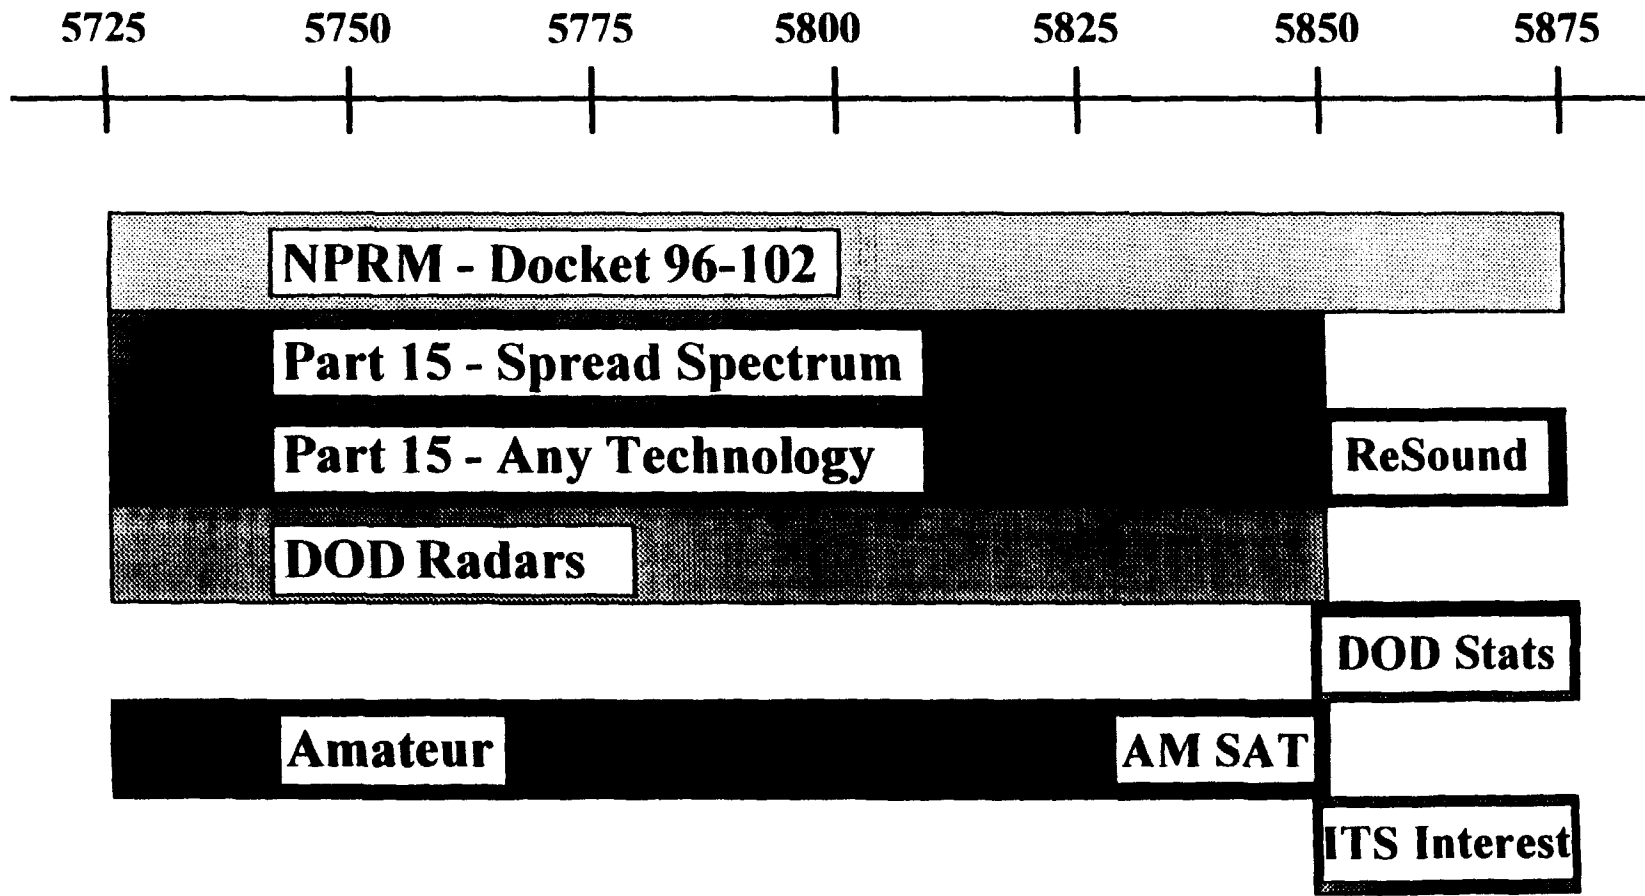 5725 5750 5775 5800 5825 5850 5875
NPRM - Docket 96-102
Part 15 - Spread Spectrum
Part 15 - Any Technology ReSound
DOD Radars
DOD Stats
Amateur AM SAT
ITS Interest